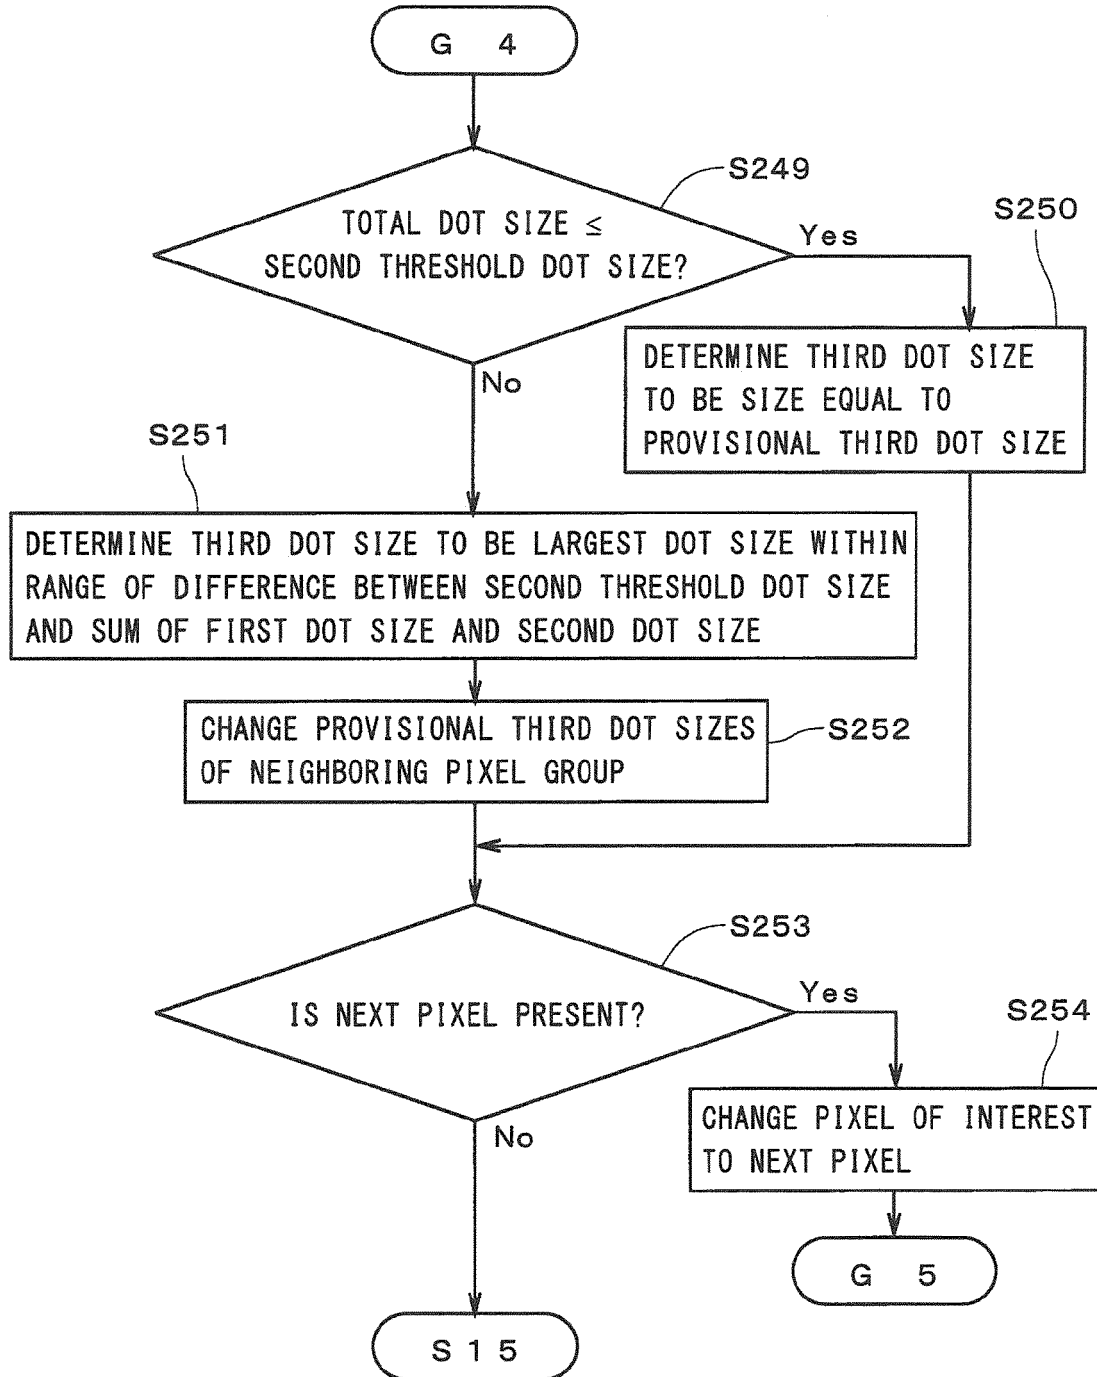 G 4
S249
TOTAL DOT SIZE ≤
SECOND THRESHOLD DOT SIZE?
Yes
S250
DETERMINE THIRD DOT SIZE
TO BE SIZE EQUAL TO
PROVISIONAL THIRD DOT SIZE
No
S251
DETERMINE THIRD DOT SIZE TO BE LARGEST DOT SIZE WITHIN
RANGE OF DIFFERENCE BETWEEN SECOND THRESHOLD DOT SIZE
AND SUM OF FIRST DOT SIZE AND SECOND DOT SIZE
CHANGE PROVISIONAL THIRD DOT SIZES
OF NEIGHBORING PIXEL GROUP
S252
S253
IS NEXT PIXEL PRESENT?
Yes
S254
CHANGE PIXEL OF INTEREST
TO NEXT PIXEL
No
G 5
S 1 5